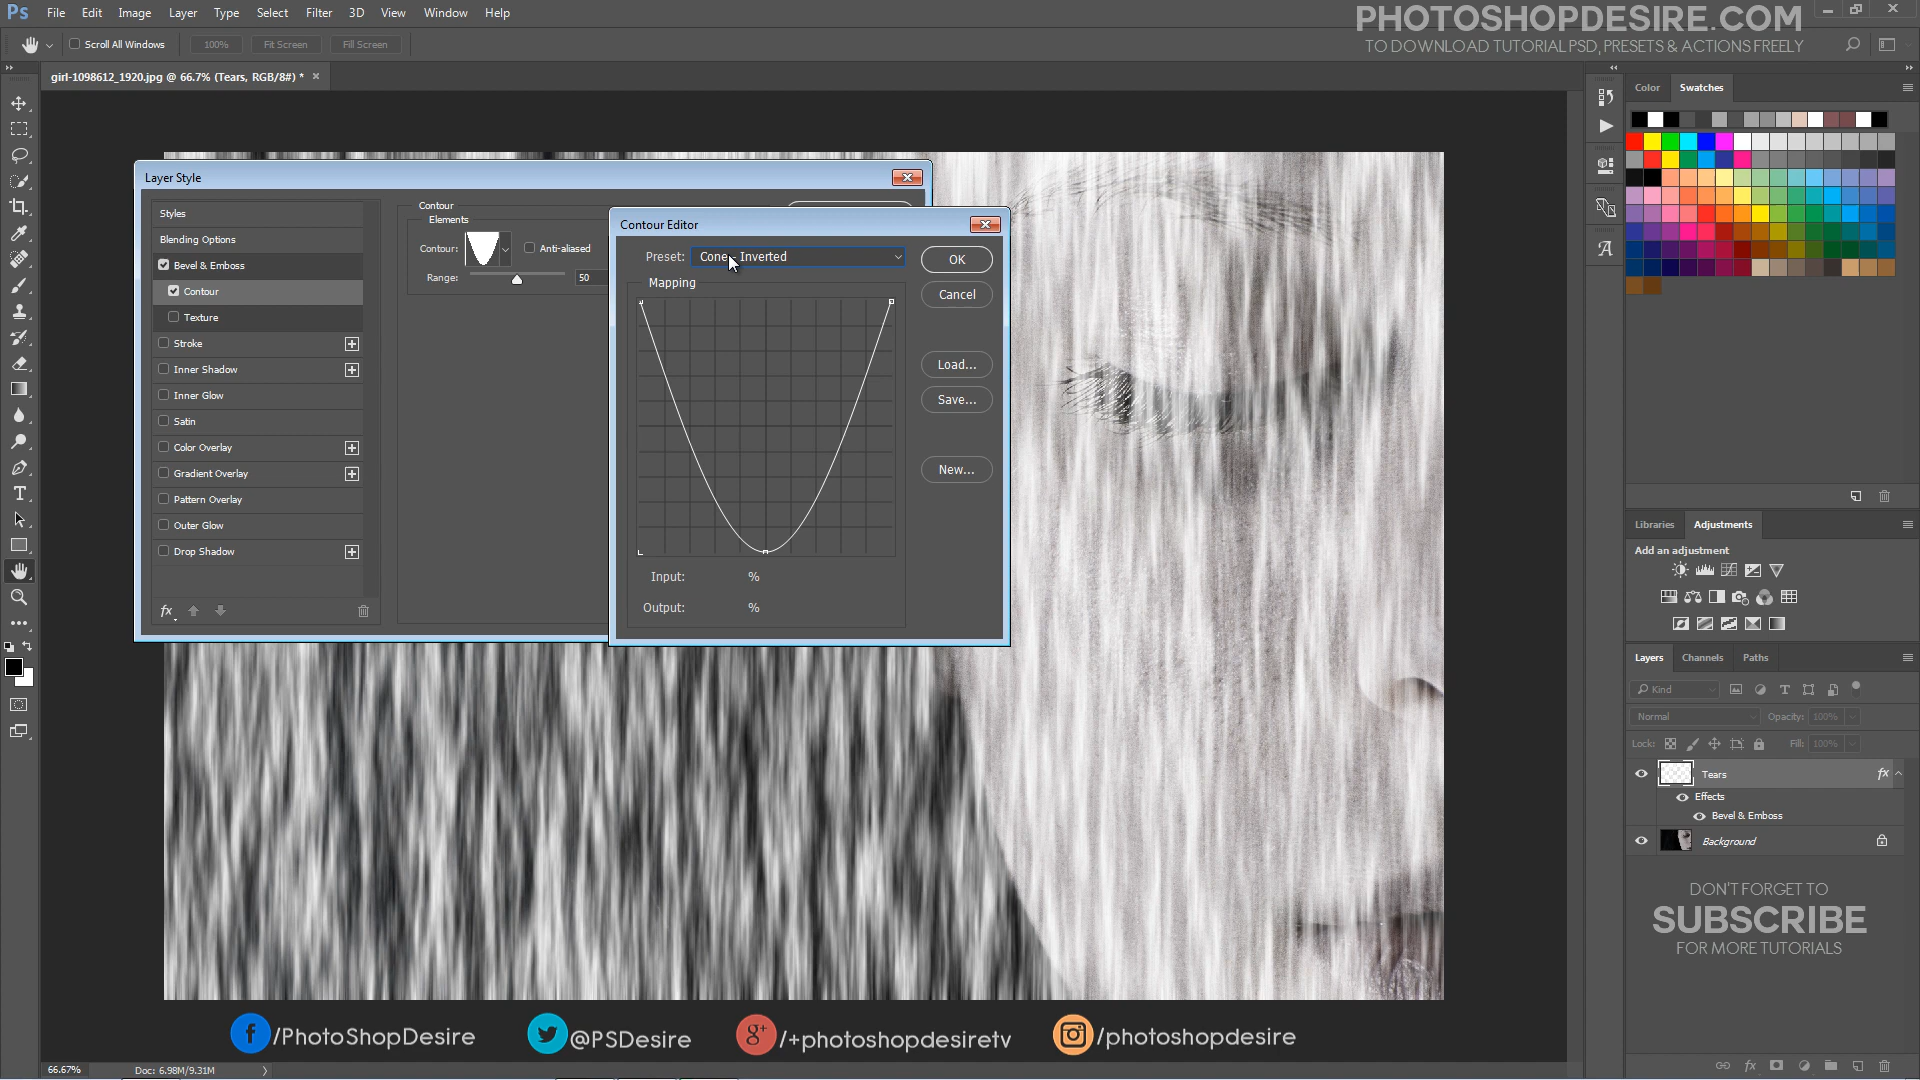 Ps File Edit Image Layer Type Select Filter 3D View Window Help
PHOTOSHOPDESIRE.COM
Scroll All Windows 100% Fit Screen Fill Screen
TO DOWNLOAD TUTORIAL PSD, PRESETS & ACTIONS FREELY
girl-1098612_1920.jpg @ 66.7% (Tears, RGB/8#) *
Color Swatches
Layer Style
Styles
Blending Options
Bevel & Emboss
Contour
Texture
Stroke
Inner Shadow
Inner Glow
Satin
Color Overlay
Gradient Overlay
Pattern Overlay
Outer Glow
Drop Shadow
fx
Contour
Elements
Contour: Anti-aliased
Range: 50
Contour Editor
Preset: Cone - Inverted
Mapping
Input: %
Output: %
OK
Cancel
Load...
Save...
New...
Libraries Adjustments
Add an adjustment
Layers Channels Paths
Kind
Normal Opacity: 100%
Lock: Fill: 100%
Tears fx
Effects
Bevel & Emboss
Background
DON'T FORGET TO
SUBSCRIBE
FOR MORE TUTORIALS
f /PhotoShopDesire @PSDesire g+ /+photoshopdesiretv /photoshopdesire
66.67% Doc: 6.98M/9.31M
fx